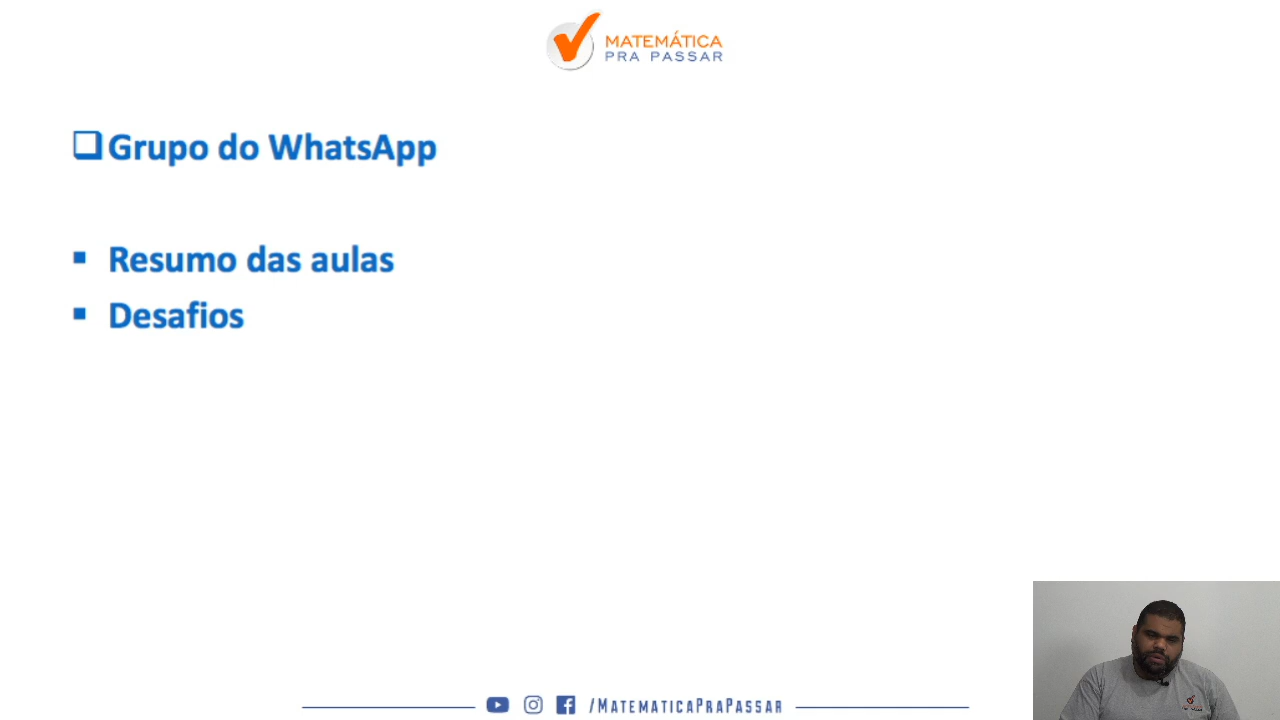 MATEMÁTICA
PRA PASSAR
Grupo do WhatsApp
Resumo das aulas
Desafios
/MATEMATICAPRAPASSAR